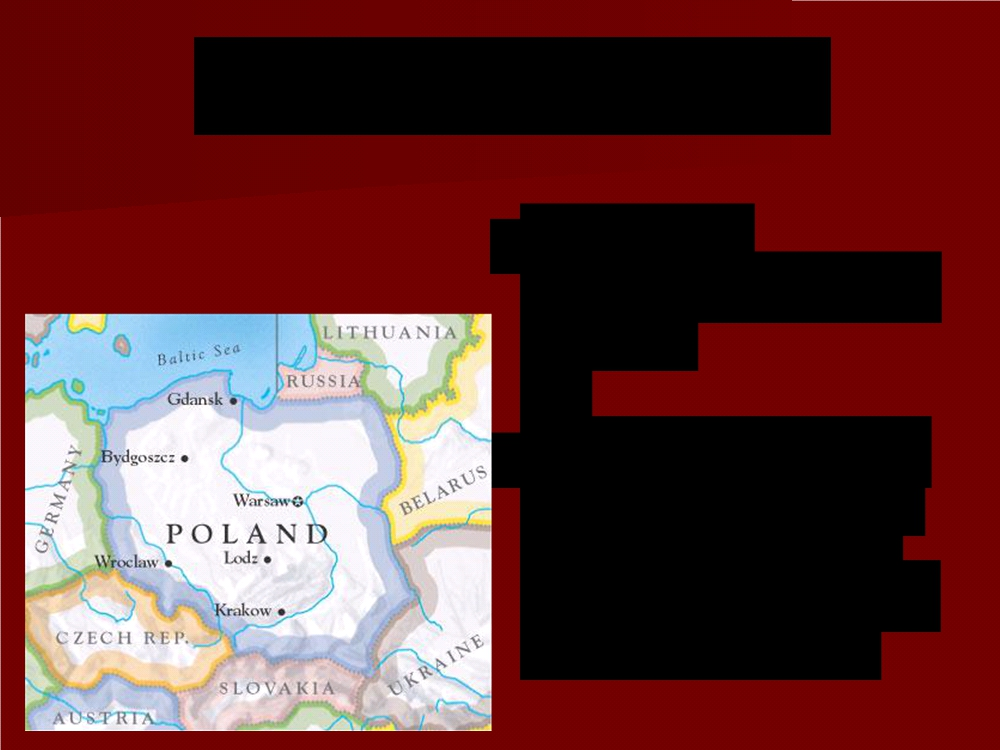 LITHUANIA
Baltic Sea
RUSSIA
Gdansk
Bydgoszcz
GERMANY
BELARUS
Warsaw
POLAND
Lodz
Wroclaw
Krakow
CZECH REP.
UKRAINE
SLOVAKIA
AUSTRIA